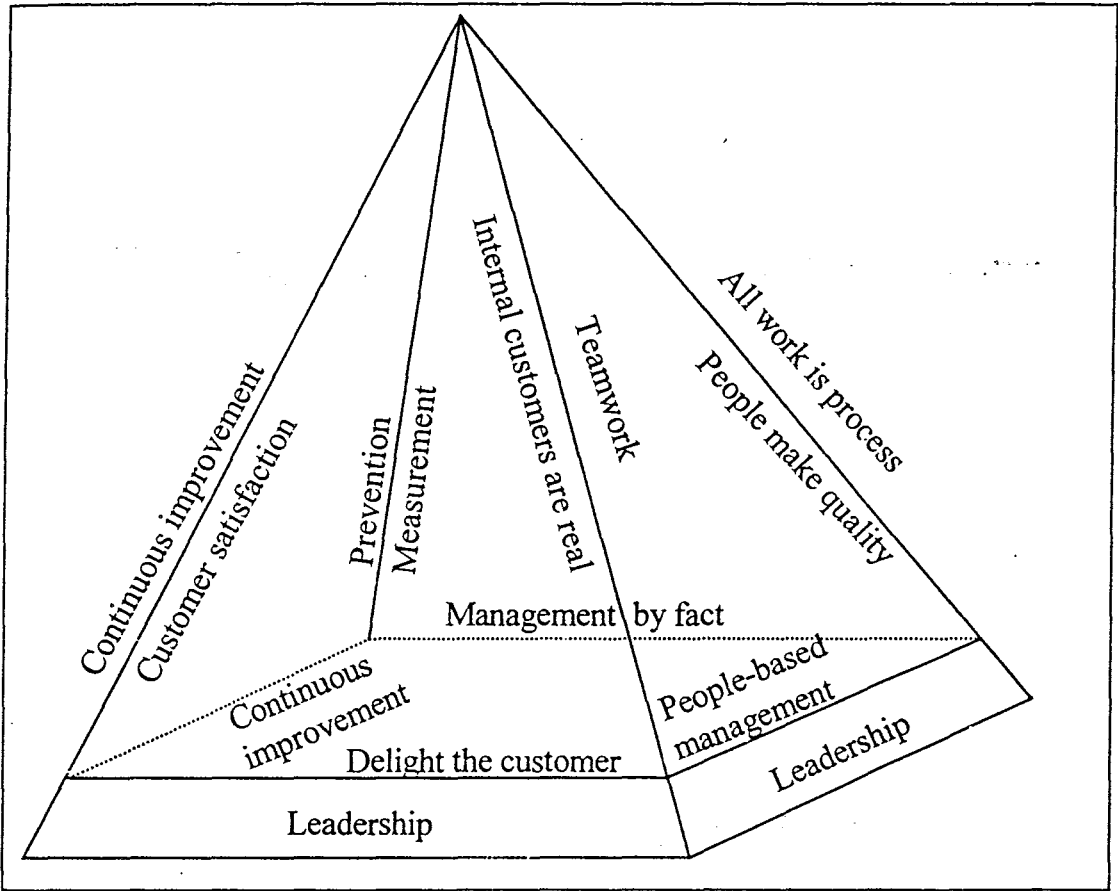 Continuous improvement
Customer satisfaction
Prevention
Measurement
Internal customers are real
Teamwork
All work is process
People make quality
Management by fact
Continuous
improvement
People-based
management
Delight the customer
Leadership
Leadership